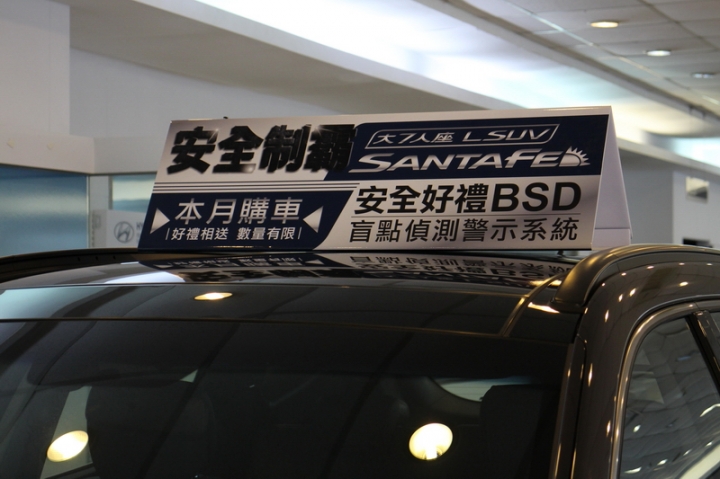 安全制霸
大7人座 LSUV
SANTAFE
本月購車
好禮相送 數量有限
安全好禮BSD
盲點偵測警示系統